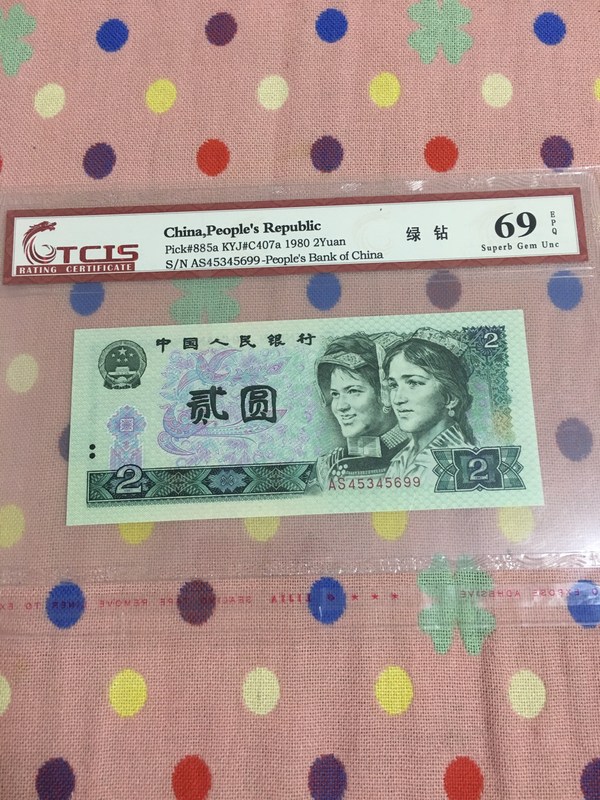 TCIS
RATING CERTIFICATE
China,People's Republic
Pick#885a KYJ#C407a 1980 2Yuan
S/N AS45345699-People's Bank of China
绿 钻
69
EPQ
Superb Gem Unc
中国人民银行
2
贰圆
2
2
AS45345699